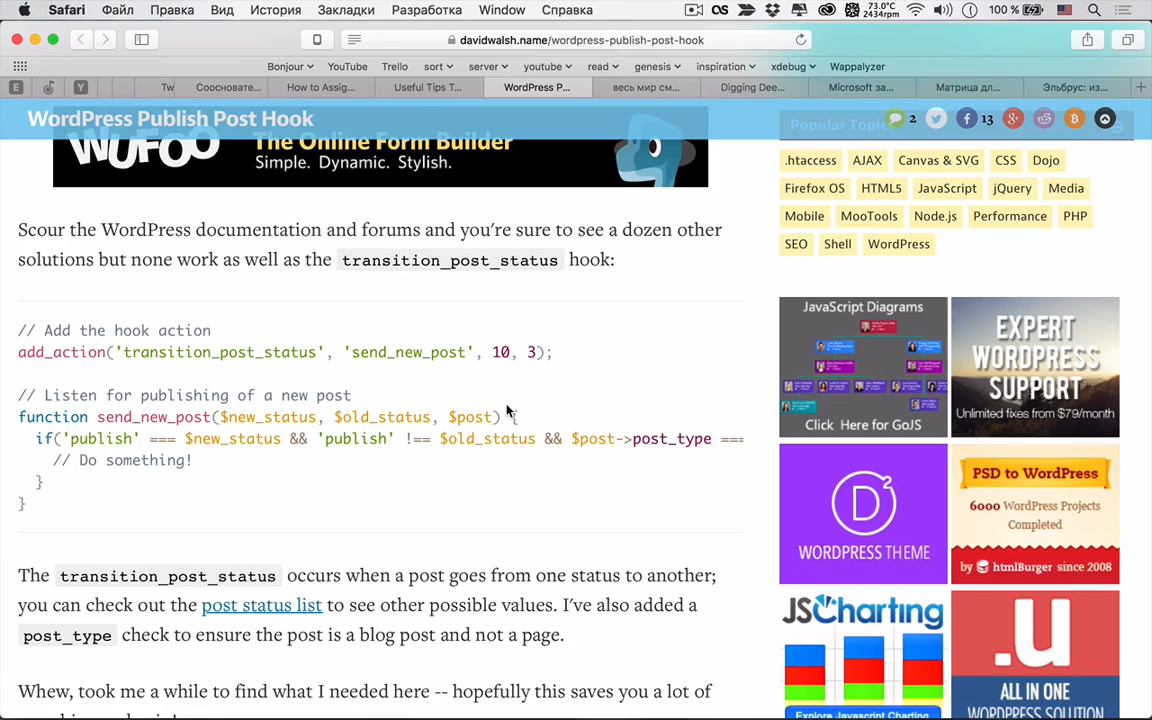 Safari Файл Правка Вид История Закладки Разработка Window Справка 73.0°C 2434rpm 100 %
davidwalsh.name/wordpress-publish-post-hook
Bonjour YouTube Trello sort server youtube read genesis inspiration xdebug Wappalyzer
E Y Tw Соосновате... How to Assig... Useful Tips T... WordPress P... весь мир см... Digging Dee... Microsoft за... Матрица дл... Эльбрус: из...
WordPress Publish Post Hook
2 13
Popular Topics
WUFOO The Online Form Builder
Simple. Dynamic. Stylish.
.htaccess AJAX Canvas & SVG CSS Dojo
Firefox OS HTML5 JavaScript jQuery Media
Mobile MooTools Node.js Performance PHP
SEO Shell WordPress
Scour the WordPress documentation and forums and you're sure to see a dozen other
solutions but none work as well as the transition_post_status hook:
// Add the hook action
add_action('transition_post_status', 'send_new_post', 10, 3);
// Listen for publishing of a new post
function send_new_post($new_status, $old_status, $post) {
if('publish' === $new_status && 'publish' !== $old_status && $post->post_type ===
// Do something!
}
}
The transition_post_status occurs when a post goes from one status to another;
you can check out the post status list to see other possible values. I've also added a
post_type check to ensure the post is a blog post and not a page.
Whew, took me a while to find what I needed here -- hopefully this saves you a lot of
JavaScript Diagrams
Click Here for GoJS
EXPERT
WORDPRESS
SUPPORT
Unlimited fixes from $79/month
D
WORDPRESS THEME
PSD to WordPress
6000 WordPress Projects
Completed
by htmlBurger since 2008
JSCharting
Explore Javascript Charting
.u
ALL IN ONE
WORDPRESS SOLUTION